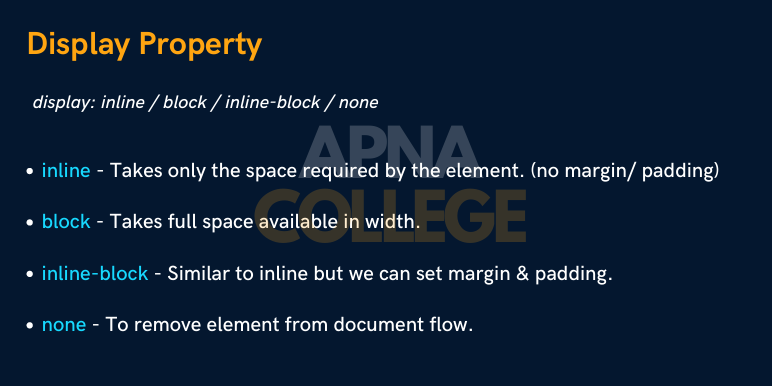 Display Property
display: inline / block / inline-block / none
APNA
COLLEGE
• inline - Takes only the space required by the element. (no margin/ padding)
• block - Takes full space available in width.
• inline-block - Similar to inline but we can set margin & padding.
• none - To remove element from document flow.